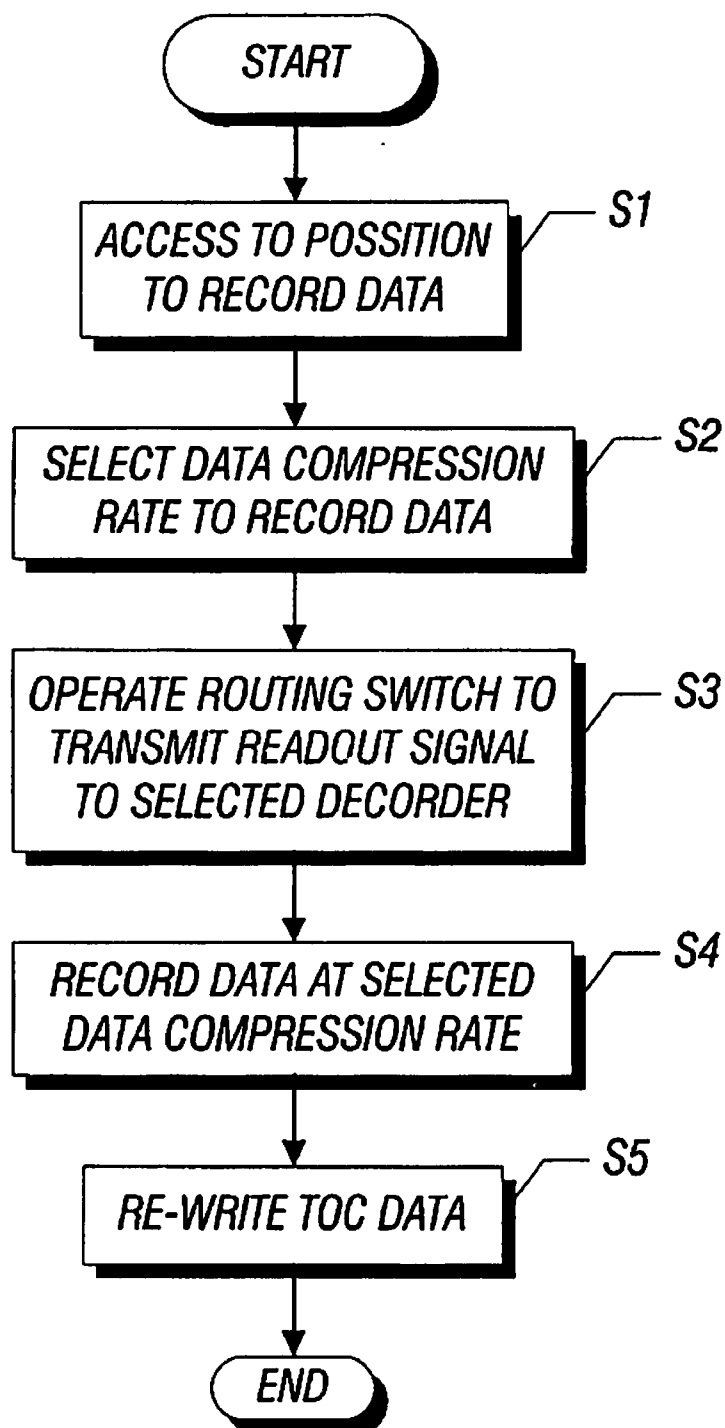 START
S1
ACCESS TO POSSITION
TO RECORD DATA
S2
SELECT DATA COMPRESSION
RATE TO RECORD DATA
S3
OPERATE ROUTING SWITCH TO
TRANSMIT READOUT SIGNAL
TO SELECTED DECORDER
S4
RECORD DATA AT SELECTED
DATA COMPRESSION RATE
S5
RE-WRITE TOC DATA
END